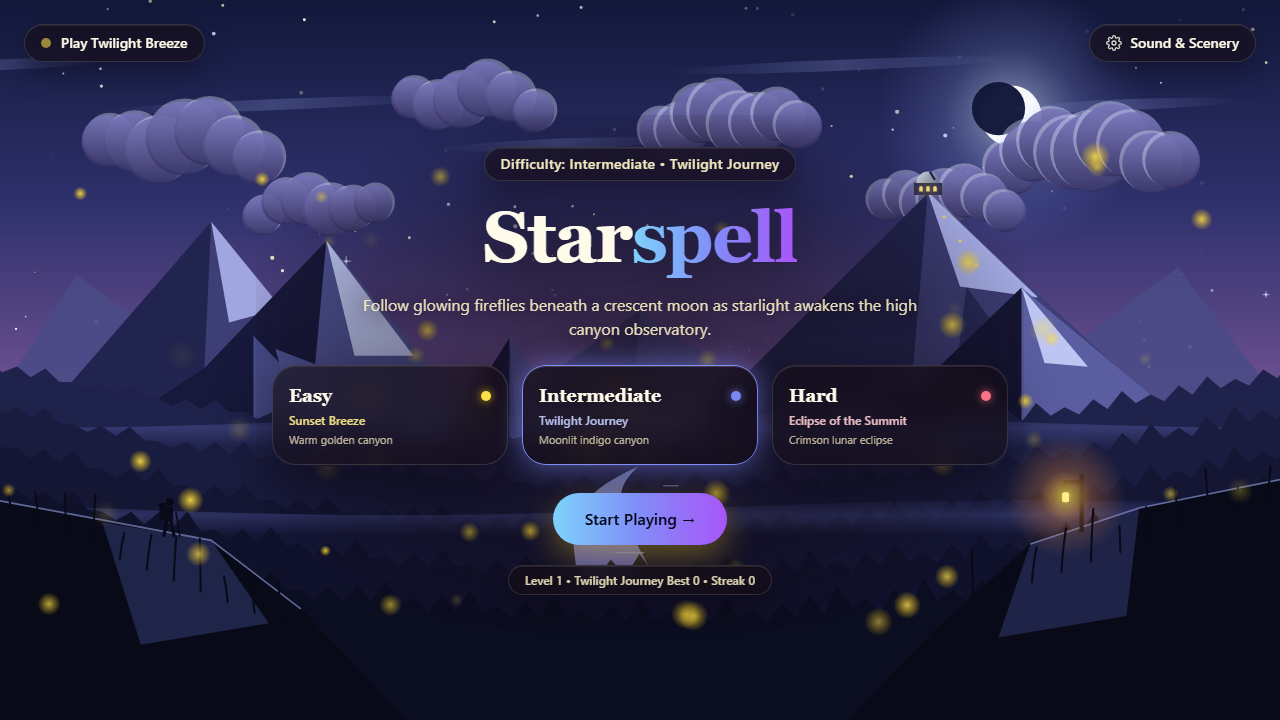 Play Twilight Breeze
Sound & Scenery
Difficulty: Intermediate • Twilight Journey
Starspell
Follow glowing fireflies beneath a crescent moon as starlight awakens the high
canyon observatory.
Easy
Sunset Breeze
Warm golden canyon
Intermediate
Twilight Journey
Moonlit indigo canyon
Hard
Eclipse of the Summit
Crimson lunar eclipse
Start Playing →
Level 1 • Twilight Journey Best 0 • Streak 0